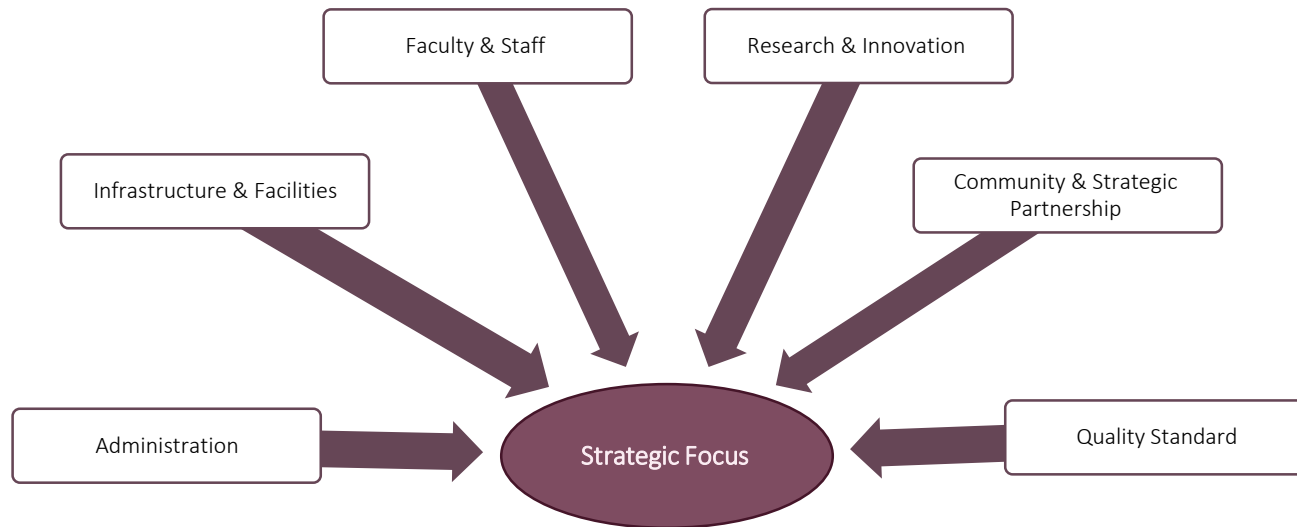 Faculty & Staff
Research & Innovation
Infrastructure & Facilities
Community & Strategic
Partnership
Administration
Strategic Focus
Quality Standard